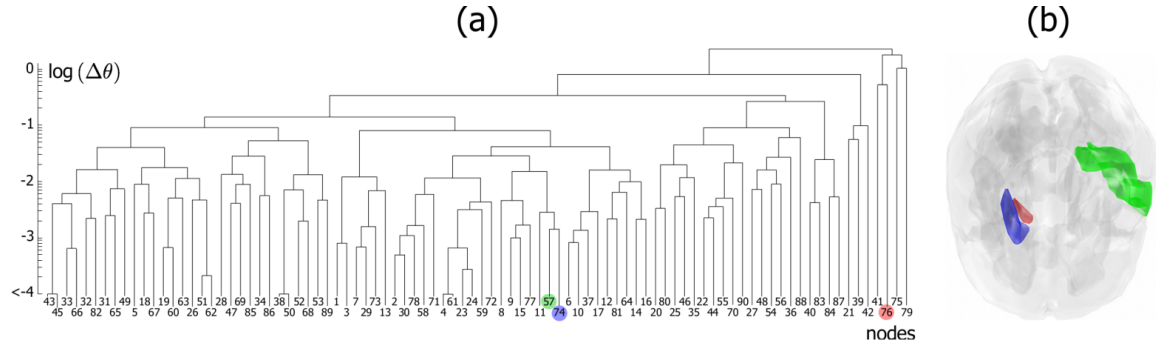 (a)
(b)
log (Δθ)
0
-1
-2
-3
<-4
43 33 32 31 49 18 19 63 51 28 69 34 38 52 53 1 7 73 2 78 71 61 24 72 9 77 57 6 37 12 64 16 80 46 22 55 90 48 56 88 83 87 39 41 75
45 66 82 65 5 67 60 26 62 47 85 86 50 68 89 3 29 13 30 58 4 23 59 8 15 11 74 10 17 81 14 20 25 35 44 70 27 54 36 40 84 21 42 76 79
nodes